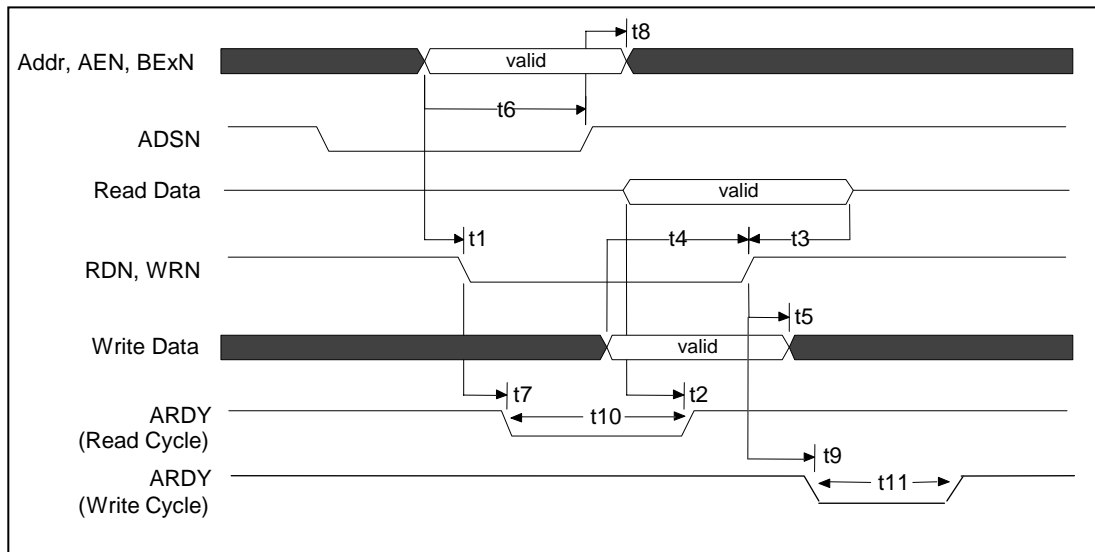 t8
Addr, AEN, BExN
valid
t6
ADSN
Read Data
valid
t1
t4
t3
RDN, WRN
t5
Write Data
valid
t7
t2
ARDY
t10
(Read Cycle)
t9
ARDY
t11
(Write Cycle)